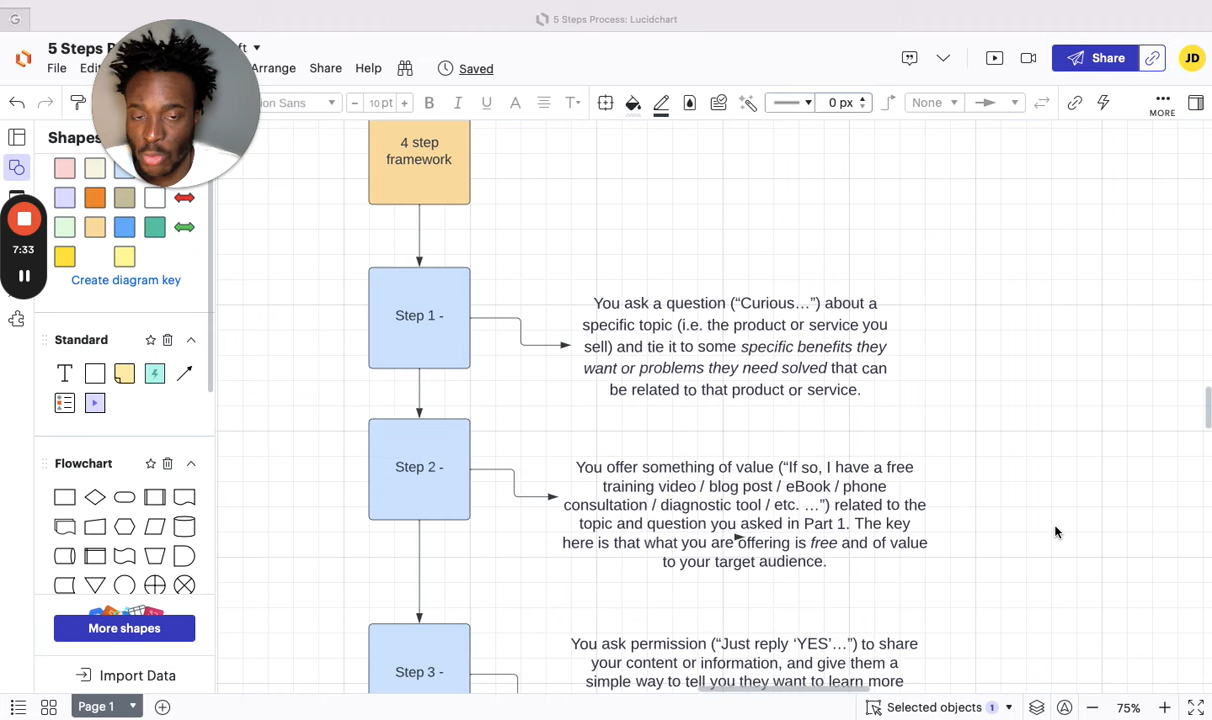 G
5 Steps Process: Lucidchart
5 Steps P
ft
File
Arrange
Share
Help
Saved
Share
JD
ion Sans
10 pt
B
I
U
A
T
0 px
None
MORE
Shapes
7:33
Create diagram key
Standard
T
Flowchart
More shapes
Import Data
4 step
framework
Step 1 -
You ask a question (“Curious…”) about a
specific topic (i.e. the product or service you
sell) and tie it to some specific benefits they
want or problems they need solved that can
be related to that product or service.
Step 2 -
You offer something of value (“If so, I have a free
training video / blog post / eBook / phone
consultation / diagnostic tool / etc. …”) related to the
topic and question you asked in Part 1. The key
here is that what you are offering is free and of value
to your target audience.
Step 3 -
You ask permission (“Just reply ‘YES’…”) to share
your content or information, and give them a
simple way to tell you they want to learn more
Page 1
Selected objects 1
75%